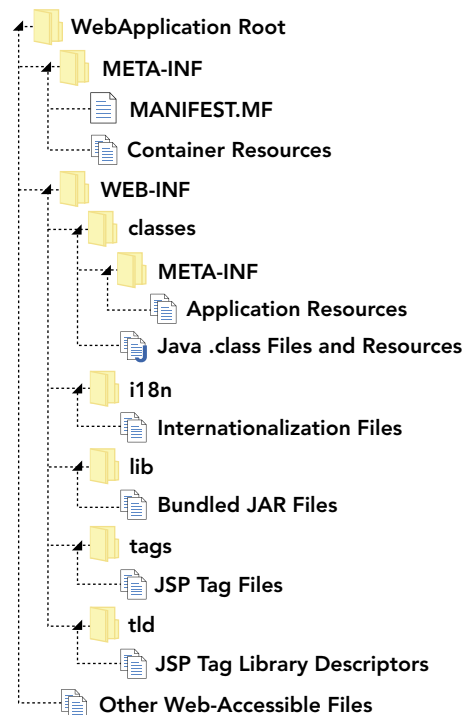 WebApplication Root
META-INF
MANIFEST.MF
Container Resources
WEB-INF
classes
META-INF
Application Resources
Java .class Files and Resources
i18n
Internationalization Files
lib
Bundled JAR Files
tags
JSP Tag Files
tld
JSP Tag Library Descriptors
Other Web-Accessible Files